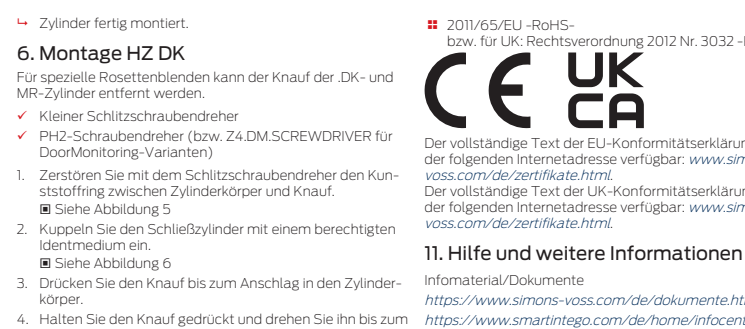 ↳ Zylinder fertig montiert.
6. Montage HZ DK
Für spezielle Rosettenblenden kann der Knauf der .DK- und
MR-Zylinder entfernt werden.
✓ Kleiner Schlitzschraubendreher
✓ PH2-Schraubendreher (bzw. Z4.DM.SCREWDRIVER für
DoorMonitoring-Varianten)
1. Zerstören Sie mit dem Schlitzschraubendreher den Kun-
ststoffring zwischen Zylinderkörper und Knauf.
▣ Siehe Abbildung 5
2. Kuppeln Sie den Schließzylinder mit einem berechtigten
Identmedium ein.
▣ Siehe Abbildung 6
3. Drücken Sie den Knauf bis zum Anschlag in den Zylinder-
körper.
4. Halten Sie den Knauf gedrückt und drehen Sie ihn bis zum
2011/65/EU -RoHS-
bzw. für UK: Rechtsverordnung 2012 Nr. 3032 -
CE UK
CA
Der vollständige Text der EU-Konformitätserklärun
der folgenden Internetadresse verfügbar: www.sim
voss.com/de/zertifikate.html.
Der vollständige Text der UK-Konformitätserklärun
der folgenden Internetadresse verfügbar: www.sim
voss.com/de/zertifikate.html.
11. Hilfe und weitere Informationen
Infomaterial/Dokumente
https://www.simons-voss.com/de/dokumente.ht
https://www.smartintego.com/de/home/infocent